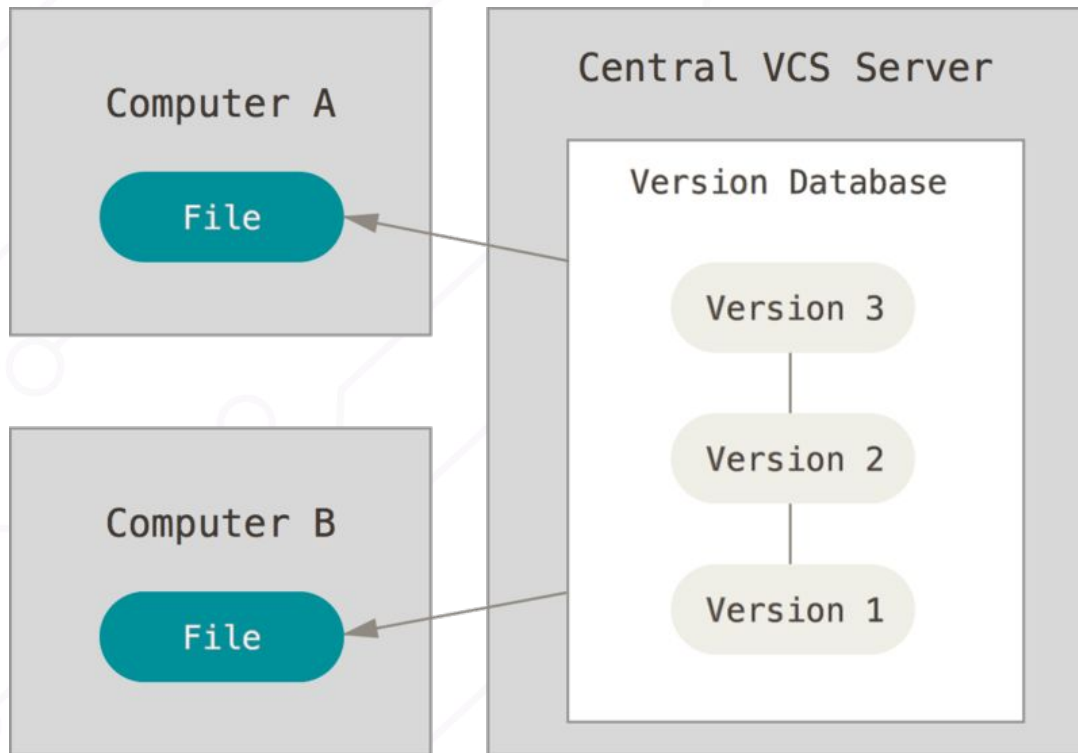 Computer A
File
Computer B
File
Central VCS Server
Version Database
Version 3
Version 2
Version 1